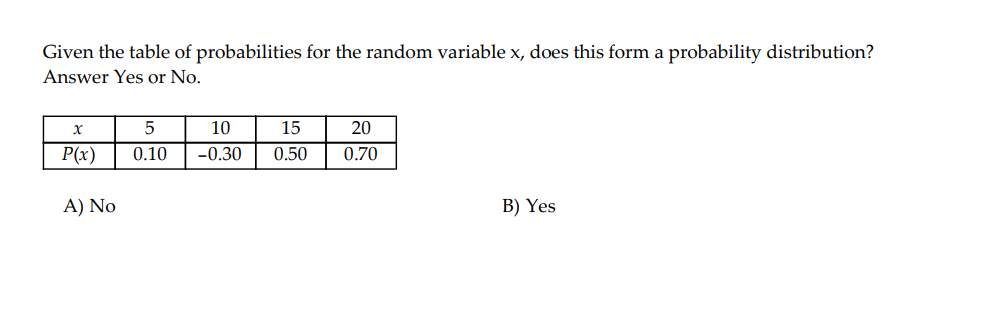 Given the table of probabilities for the random variable x, does this form a probability distribution?
Answer Yes or No.
x 5 10 15 20
P(x) 0.10 −0.30 0.50 0.70
A) No B) Yes